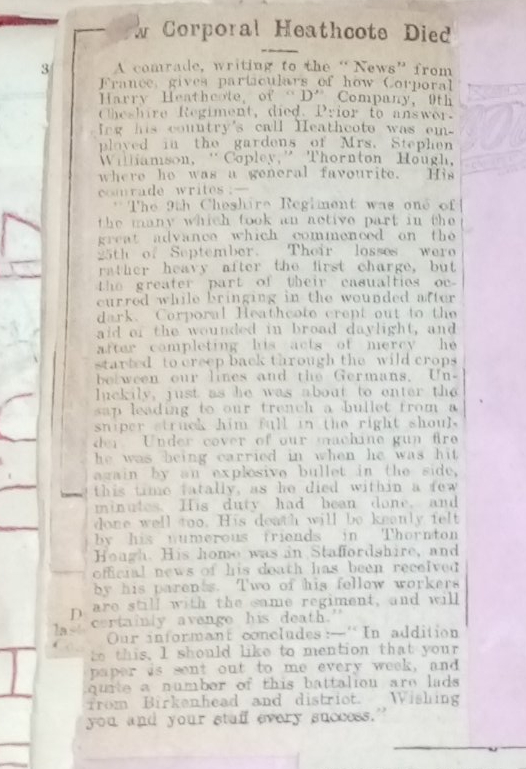 w Corporal Heathcote Died
3
A comrade, writing to the "News" from
France, gives particulars of how Corporal
Harry Heathcote, of "D" Company, 9th
Cheshire Regiment, died. Prior to answer-
ing his country's call Heathcote was em-
ployed in the gardens of Mrs. Stephen
Williamson, "Copley," Thornton Hough,
where he was a general favourite. His
comrade writes:—
"The 9th Cheshire Regiment was one of
the many which took an active part in the
great advance which commenced on the
25th of September. Their losses were
rather heavy after the first charge, but
the greater part of their casualties oc-
curred while bringing in the wounded after
dark. Corporal Heathcote crept out to the
aid of the wounded in broad daylight, and
after completing his acts of mercy he
started to creep back through the wild crops
between our lines and the Germans. Un-
luckily, just as he was about to enter the
sap leading to our trench a bullet from a
sniper struck him full in the right shoul-
der. Under cover of our machine gun fire
he was being carried in when he was hit
again by an explosive bullet in the side,
this time fatally, as he died within a few
minutes. His duty had been done, and
done well too. His death will be keenly felt
by his numerous friends in Thornton
Hough. His home was in Staffordshire, and
official news of his death has been received
by his parents. Two of his fellow workers
are still with the same regiment, and will
certainly avenge his death."
Our informant concludes:—"In addition
to this, I should like to mention that your
paper is sent out to me every week, and
quite a number of this battalion are lads
from Birkenhead and district. Wishing
you and your staff every success."
D
las